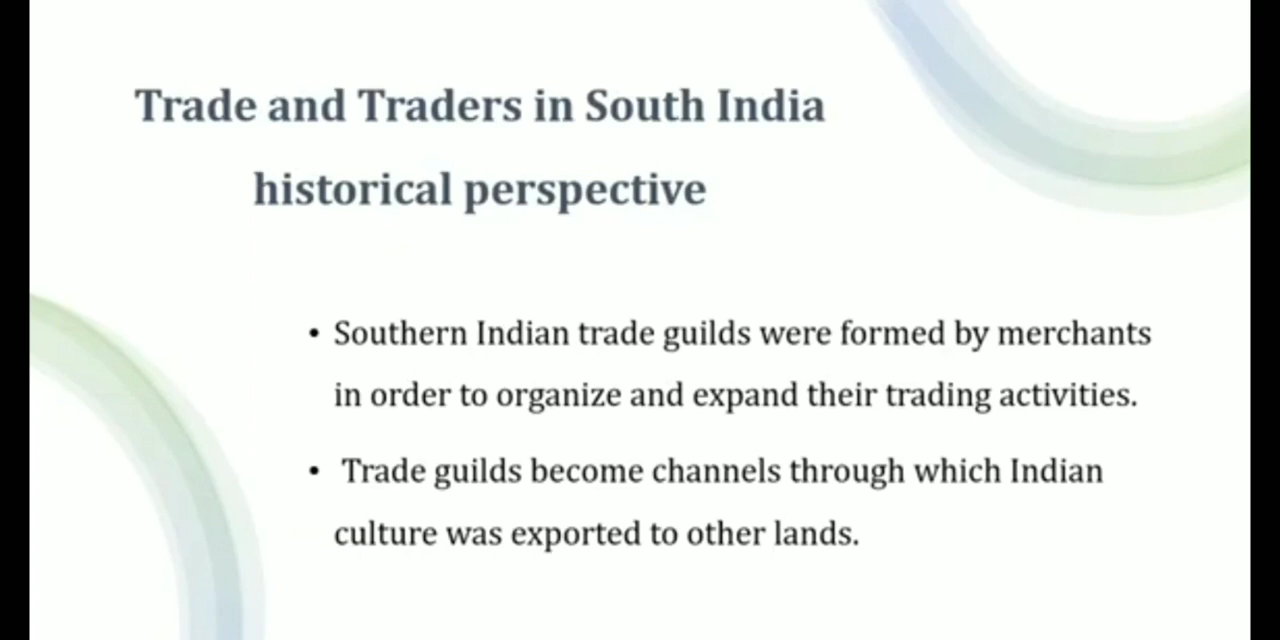 Trade and Traders in South India
historical perspective
• Southern Indian trade guilds were formed by merchants
in order to organize and expand their trading activities.
• Trade guilds become channels through which Indian
culture was exported to other lands.